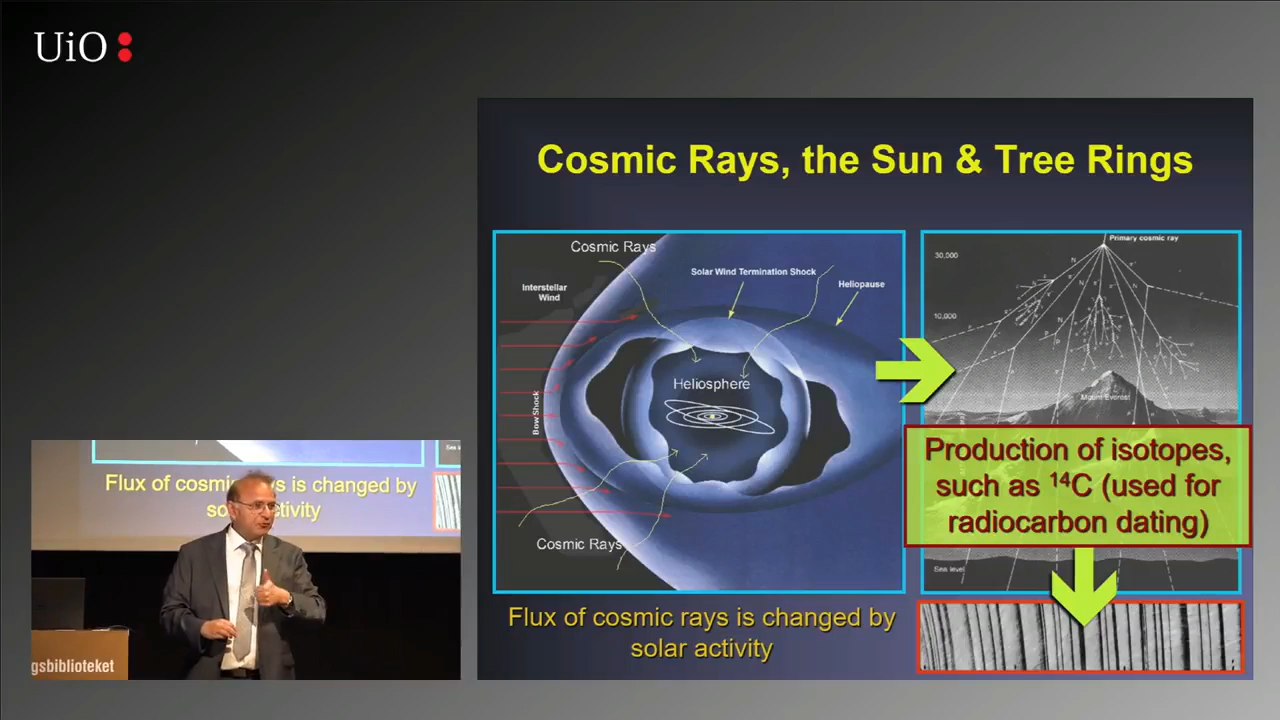 UiO:
Cosmic Rays, the Sun & Tree Rings
Cosmic Rays
Interstellar
Wind
Solar Wind Termination Shock
Heliopause
Bow Shock
Heliosphere
Cosmic Rays
Flux of cosmic rays is changed by
solar activity
Primary cosmic ray
30,000
10,000
Mount Everest
Production of isotopes,
such as ¹⁴C (used for
radiocarbon dating)
Sea level
Flux of cosmic is changed by
gsbiblioteket